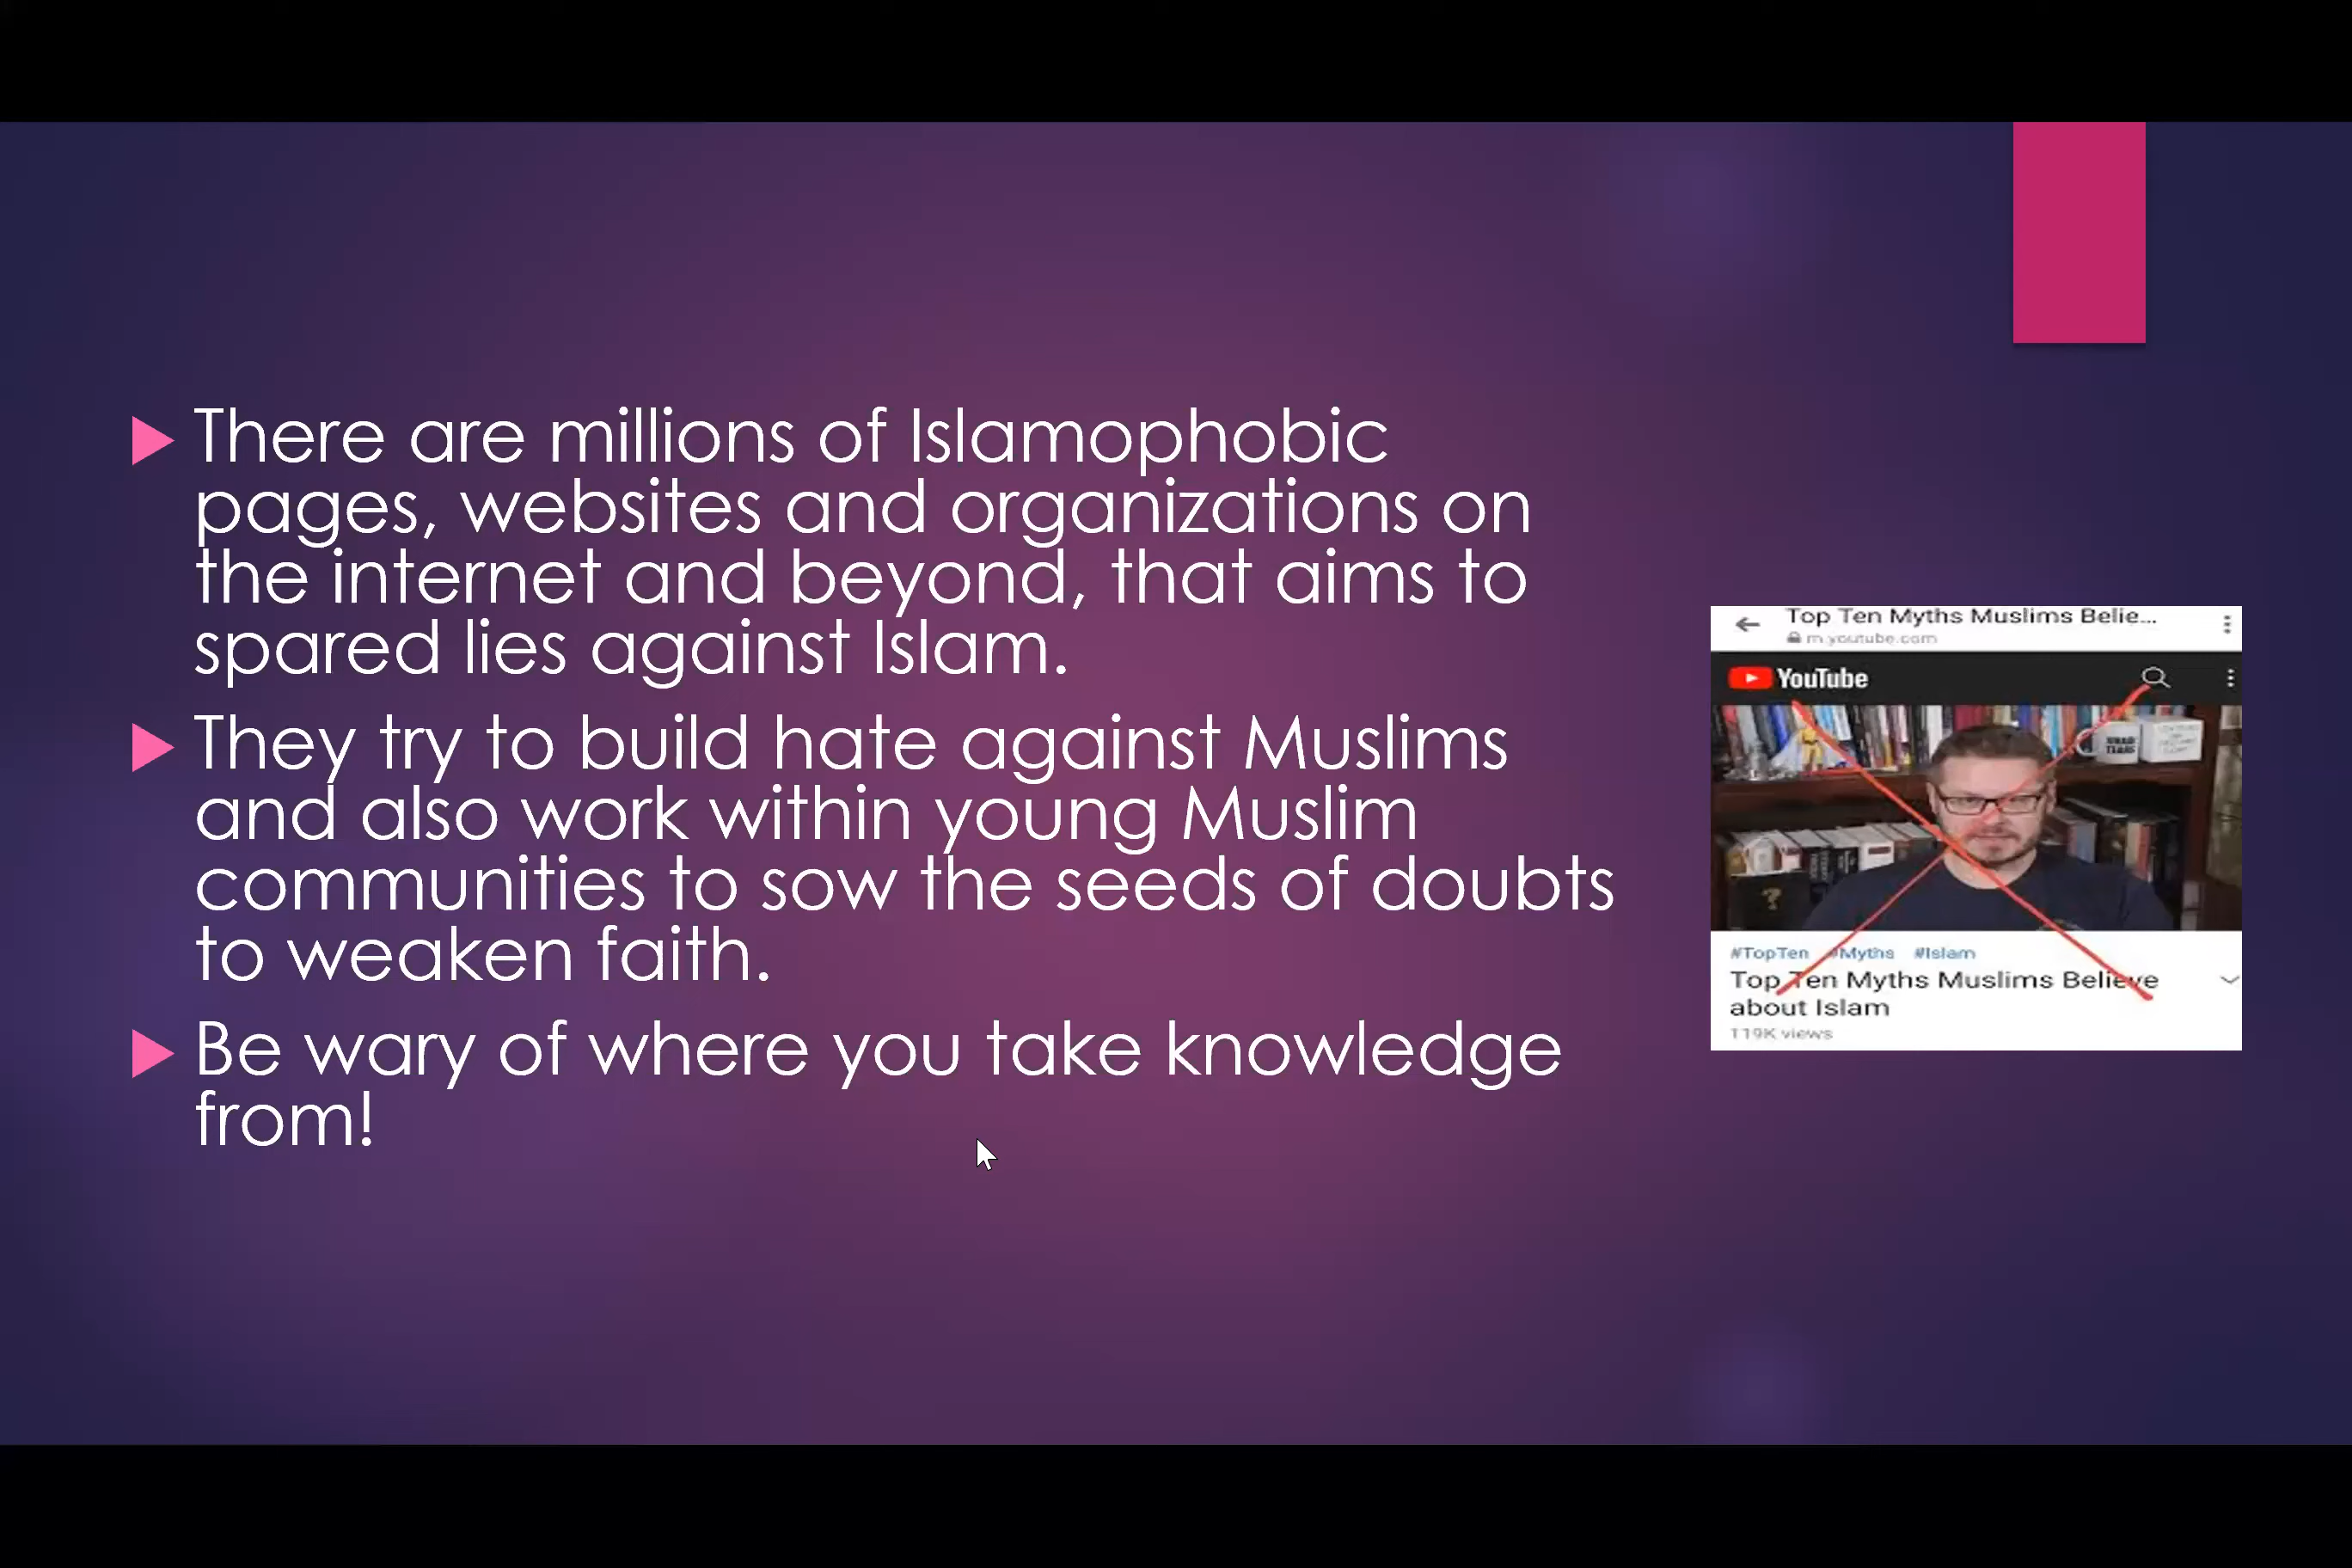 There are millions of Islamophobic
pages, websites and organizations on
the internet and beyond, that aims to
spared lies against Islam.
They try to build hate against Muslims
and also work within young Muslim
communities to sow the seeds of doubts
to weaken faith.
Be wary of where you take knowledge
from!
Top Ten Myths Muslims Belie...
m.youtube.com
YouTube
#TopTen #Myths #Islam
Top Ten Myths Muslims Believe
about Islam
119K views